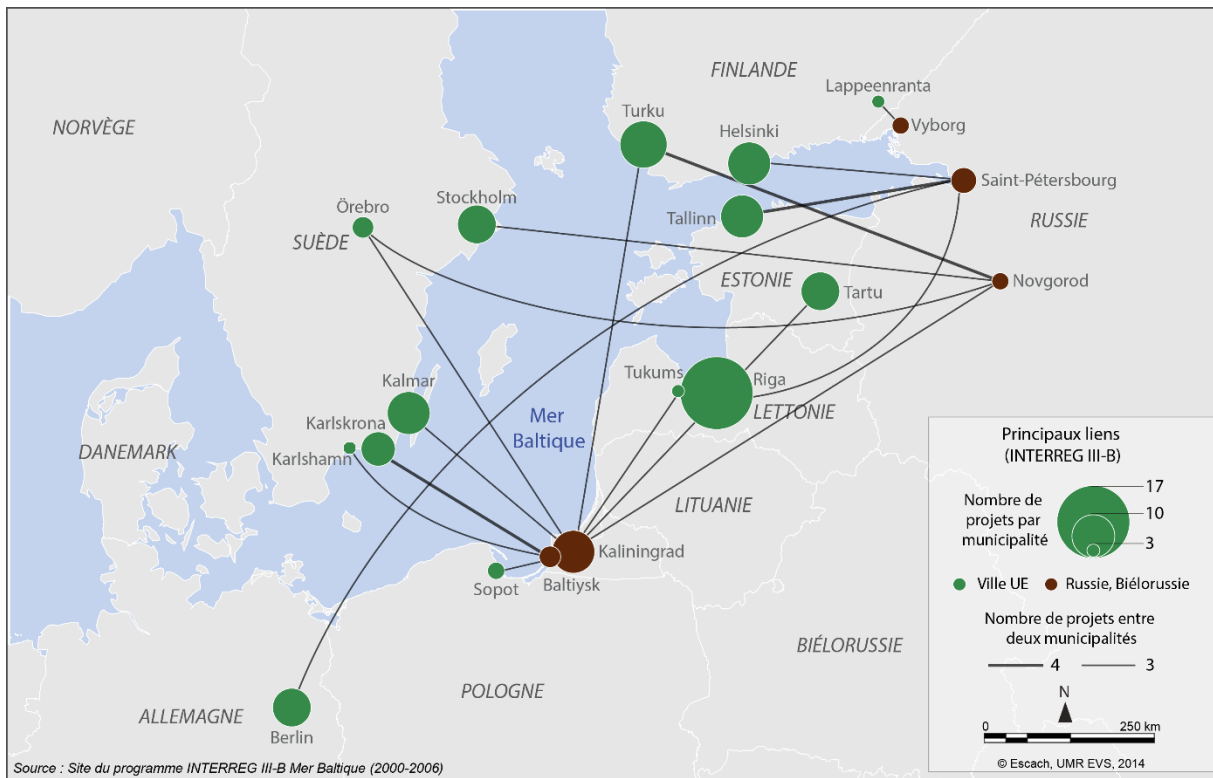 FINLANDE
Lappeenranta
NORVÈGE
Turku
Helsinki
Vyborg
Saint-Pétersbourg
Örebro
Stockholm
Tallinn
RUSSIE
SUÈDE
ESTONIE
Novgorod
Tartu
Tukums
Riga
Kalmar
LETTONIE
Mer
Baltique
Karlskrona
Karlshamn
DANEMARK
LITUANIE
Kaliningrad
Sopot
Baltiysk
BIÉLORUSSIE
POLOGNE
ALLEMAGNE
Berlin
Principaux liens
(INTERREG III-B)
Nombre de
projets par
municipalité
17
10
3
Ville UE
Russie, Biélorussie
Nombre de projets entre
deux municipalités
4
3
N
0
250 km
© Escach, UMR EVS, 2014
Source : Site du programme INTERREG III-B Mer Baltique (2000-2006)